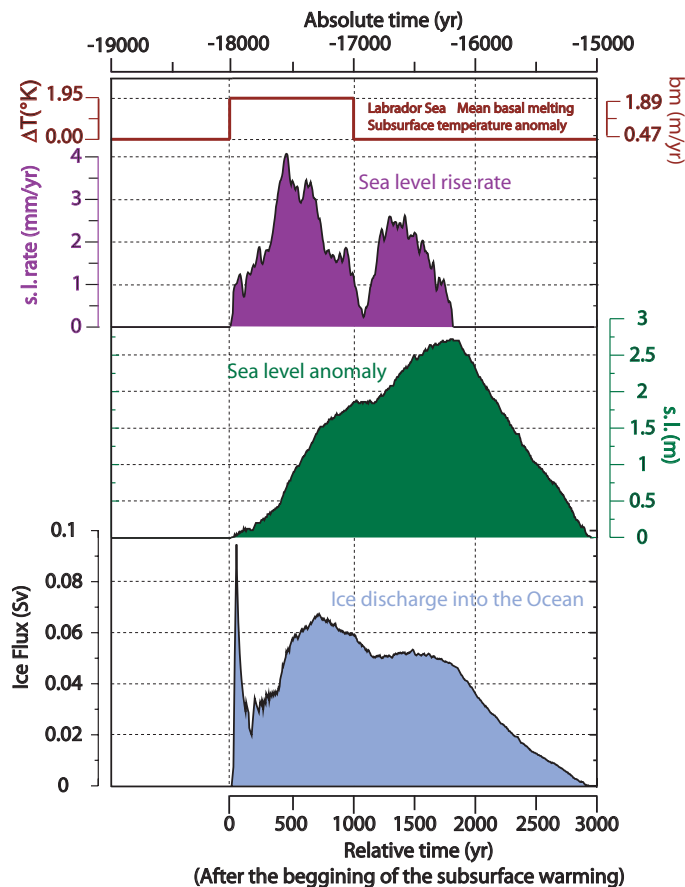 Absolute time (yr)
-19000 -18000 -17000 -16000 -15000
ΔT(°K)
1.95
0.00
Labrador Sea Mean basal melting
Subsurface temperature anomaly
1.89
0.47
bm (m/yr)
s.l. rate (mm/yr)
4
3
2
1
0
Sea level rise rate
Sea level anomaly
3
2.5
2
1.5
1
0.5
0
s.l.(m)
Ice Flux (Sv)
0.1
0.08
0.06
0.04
0.02
0
Ice discharge into the Ocean
0 500 1000 1500 2000 2500 3000
Relative time (yr)
(After the beggining of the subsurface warming)